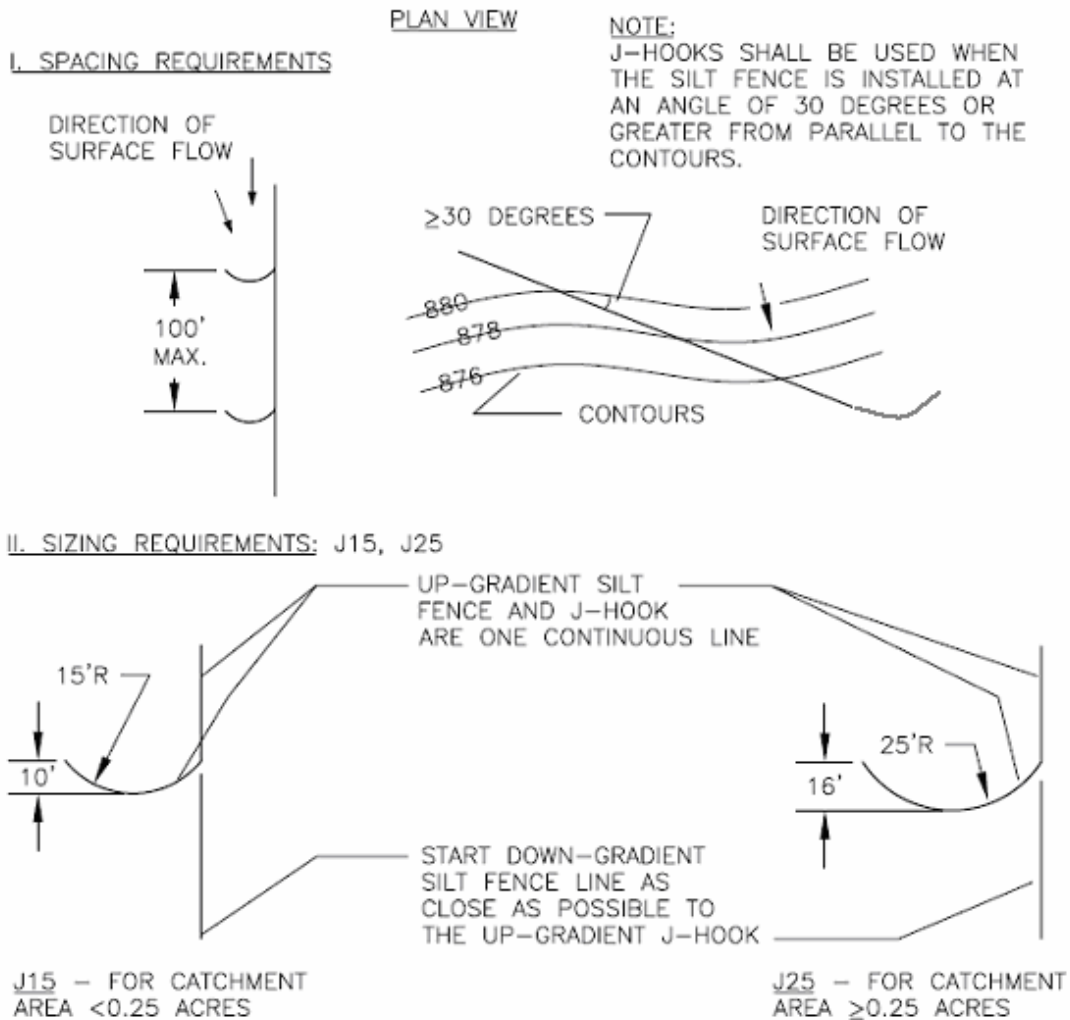 PLAN VIEW
NOTE:
J-HOOKS SHALL BE USED WHEN
THE SILT FENCE IS INSTALLED AT
AN ANGLE OF 30 DEGREES OR
GREATER FROM PARALLEL TO THE
CONTOURS.
I. SPACING REQUIREMENTS
DIRECTION OF
SURFACE FLOW
100'
MAX.
≥30 DEGREES
DIRECTION OF
SURFACE FLOW
880
878
876
CONTOURS
II. SIZING REQUIREMENTS: J15, J25
UP-GRADIENT SILT
FENCE AND J-HOOK
ARE ONE CONTINUOUS LINE
15'R
10'
25'R
16'
START DOWN-GRADIENT
SILT FENCE LINE AS
CLOSE AS POSSIBLE TO
THE UP-GRADIENT J-HOOK
J15 - FOR CATCHMENT
AREA <0.25 ACRES
J25 - FOR CATCHMENT
AREA ≥0.25 ACRES